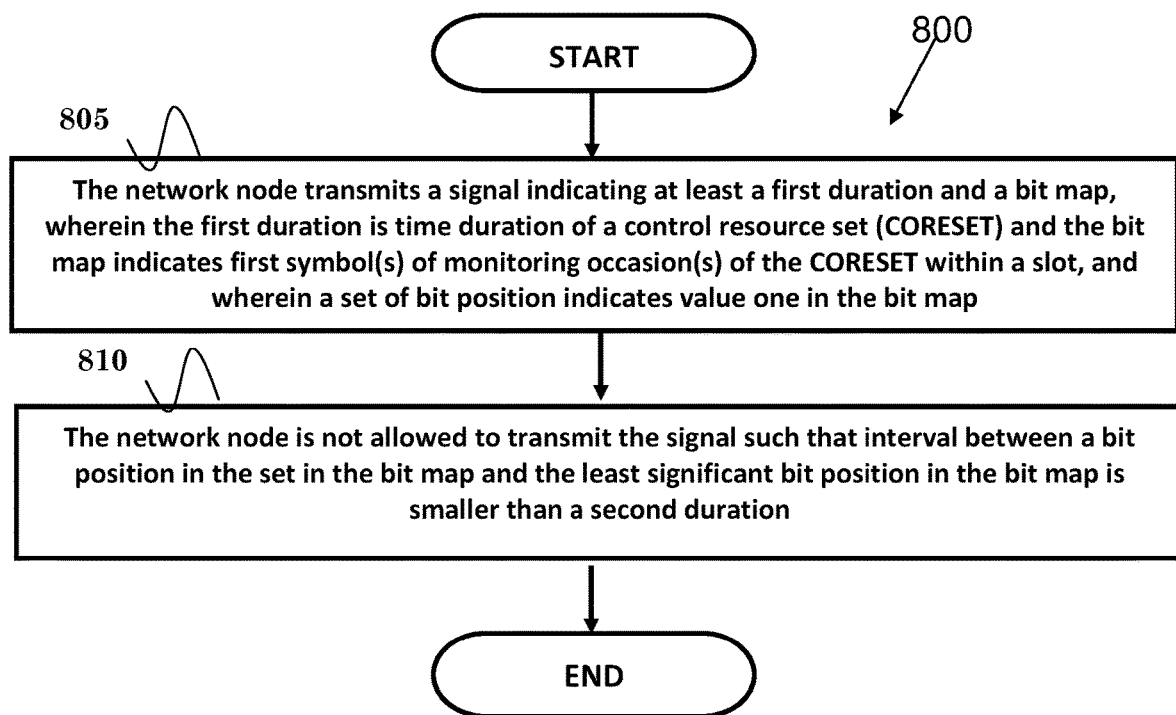 START
800
805
The network node transmits a signal indicating at least a first duration and a bit map,
wherein the first duration is time duration of a control resource set (CORESET) and the bit
map indicates first symbol(s) of monitoring occasion(s) of the CORESET within a slot, and
wherein a set of bit position indicates value one in the bit map
810
The network node is not allowed to transmit the signal such that interval between a bit
position in the set in the bit map and the least significant bit position in the bit map is
smaller than a second duration
END